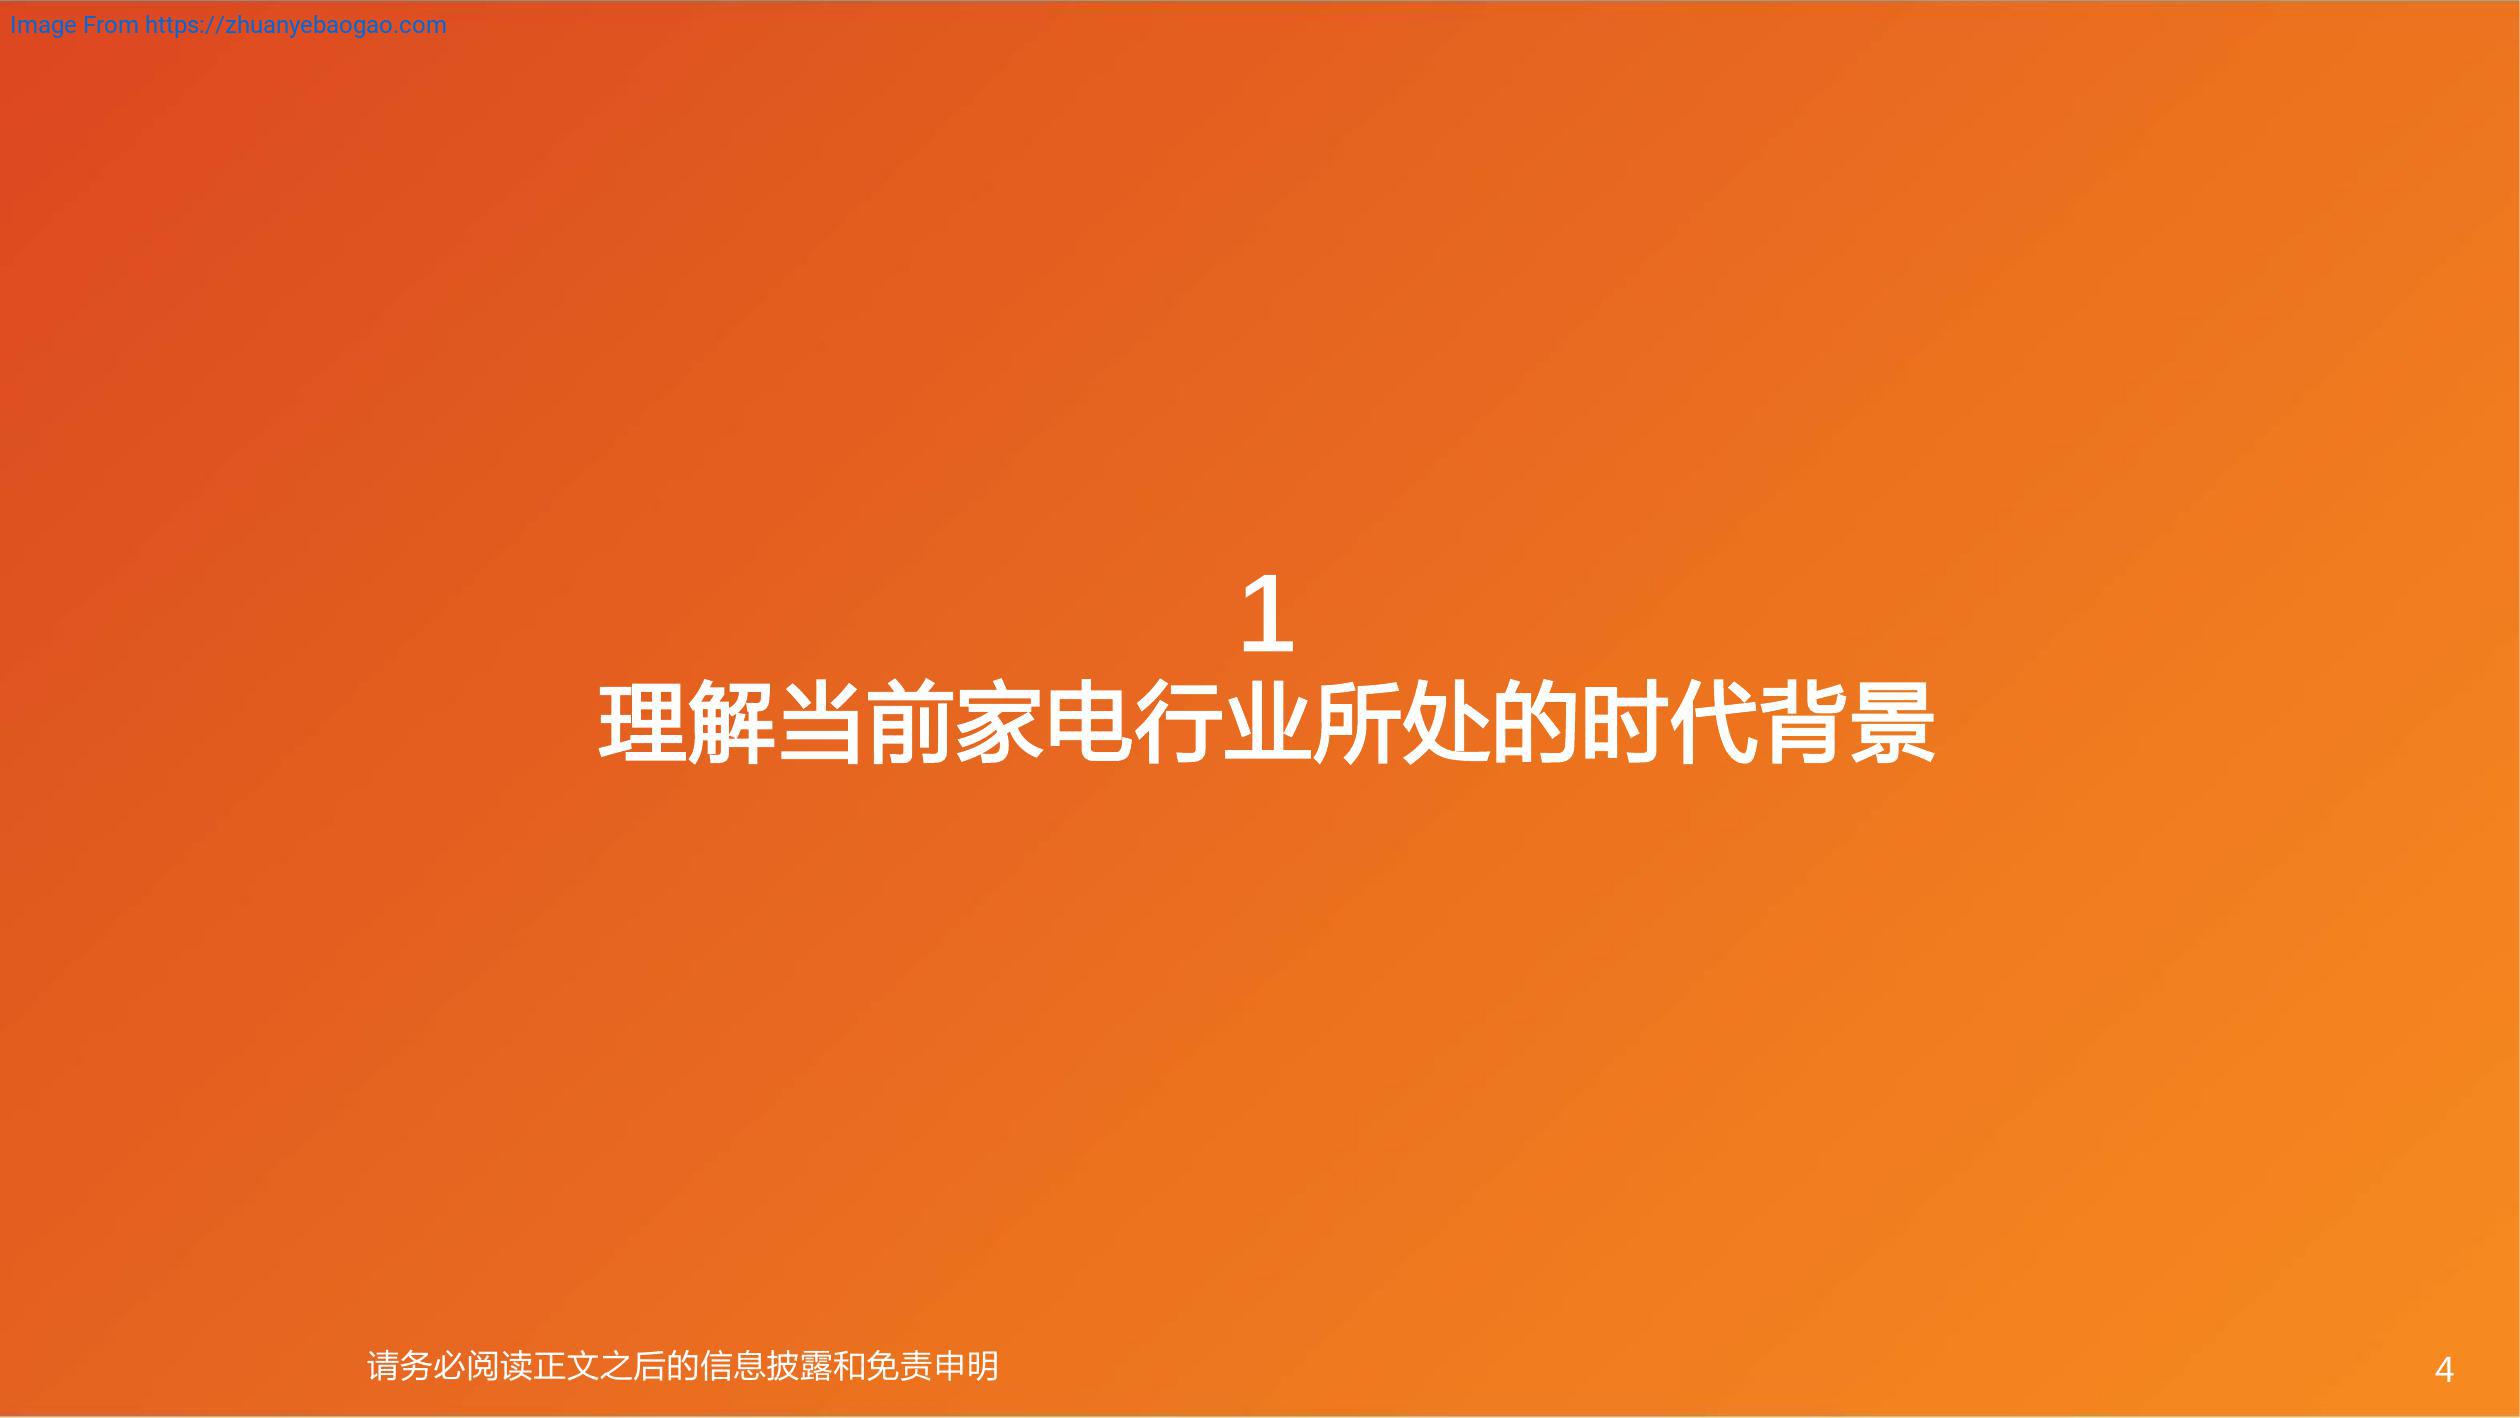 Image From https://zhuanyebaogao.com
1
理解当前家电行业所处的时代背景
请务必阅读正文之后的信息披露和免责申明
4